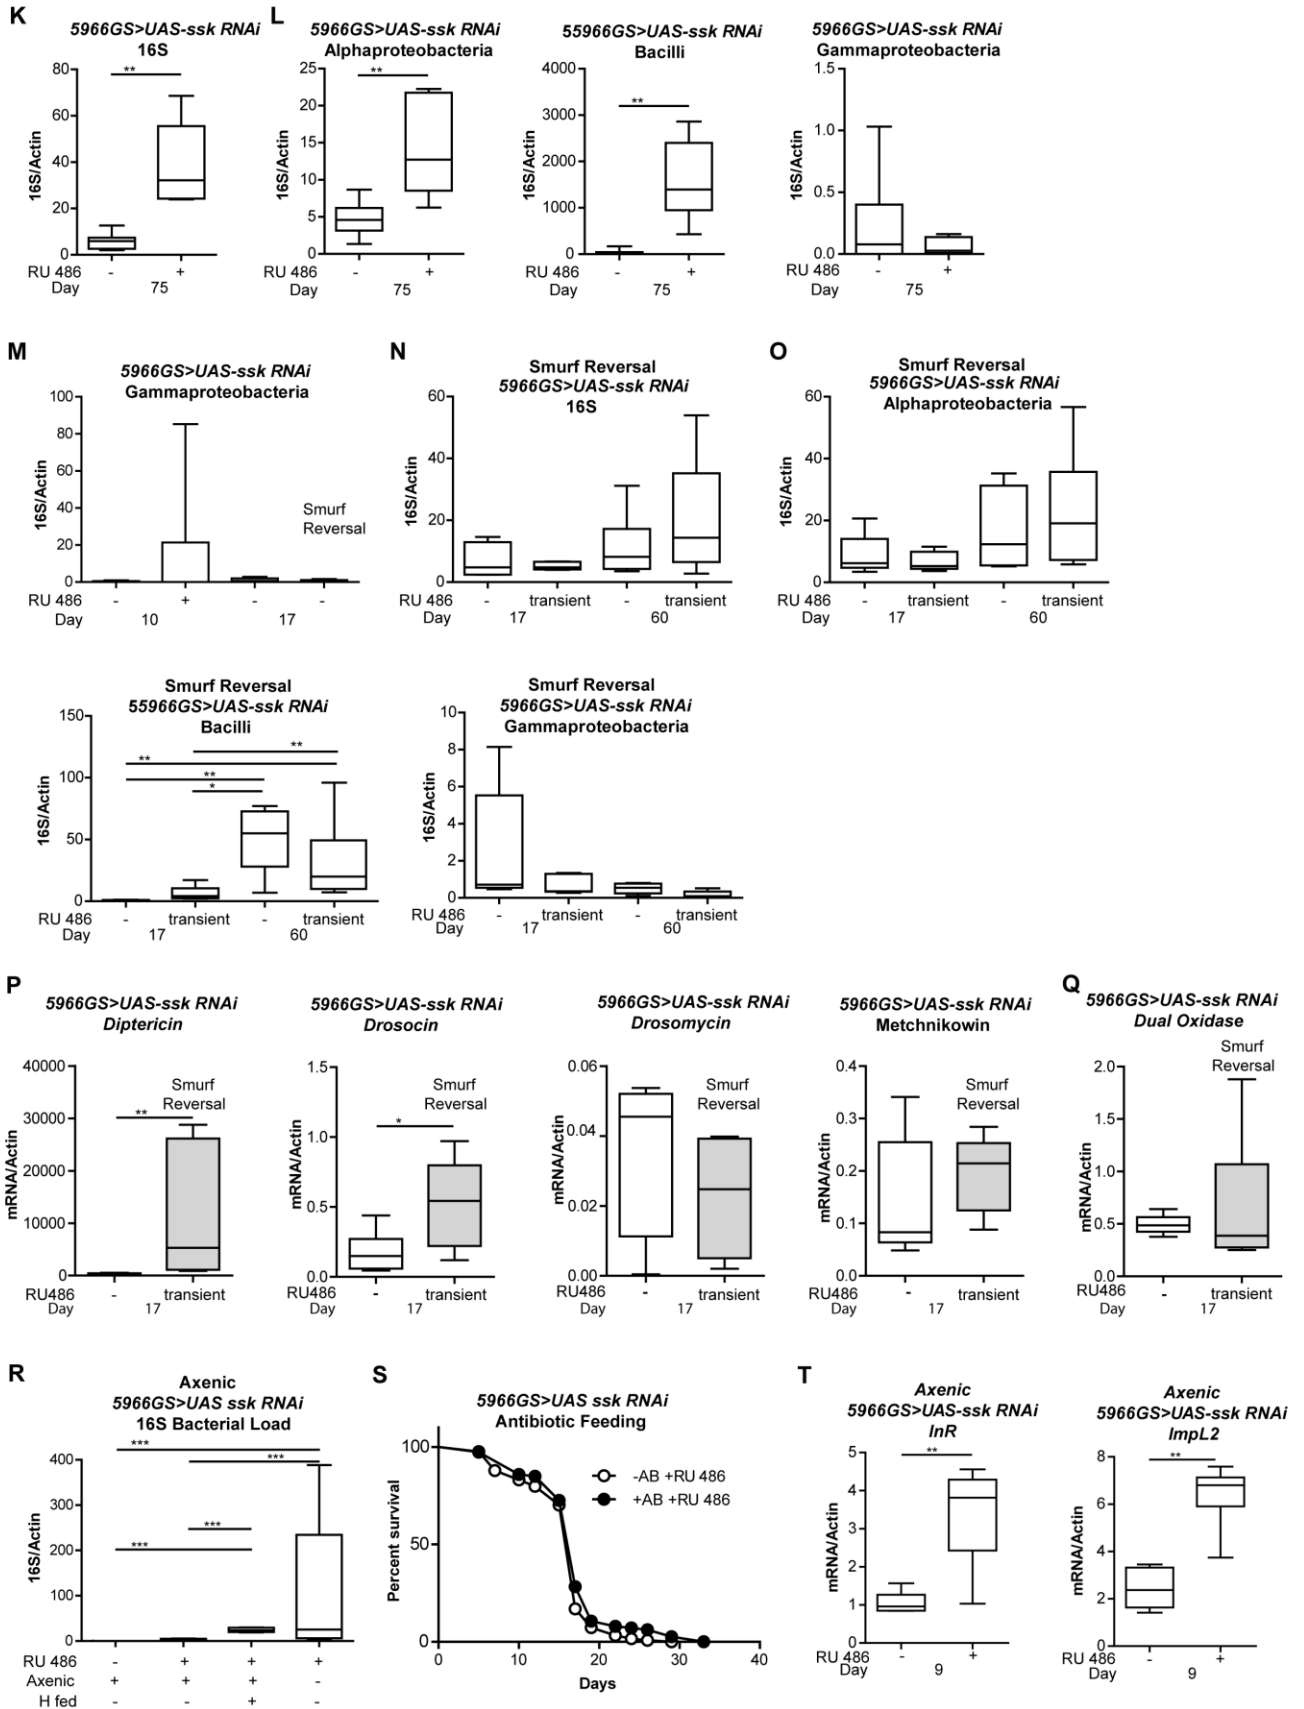 K
5966GS>UAS-ssk RNAi
16S
80
60
40
20
0
16S/Actin
**
RU 486
-
+
Day
75
L
5966GS>UAS-ssk RNAi
Alphaproteobacteria
25
20
15
10
5
0
16S/Actin
**
RU 486
-
+
Day
75
55966GS>UAS-ssk RNAi
Bacilli
4000
3000
2000
1000
0
16S/Actin
**
RU 486
-
+
Day
75
5966GS>UAS-ssk RNAi
Gammaproteobacteria
1.5
1.0
0.5
0.0
16S/Actin
RU 486
-
+
Day
75
M
5966GS>UAS-ssk RNAi
Gammaproteobacteria
100
80
60
40
20
0
16S/Actin
Smurf
Reversal
RU 486
-
+
-
-
Day
10
17
N
Smurf Reversal
5966GS>UAS-ssk RNAi
16S
60
40
20
0
16S/Actin
RU 486
-
transient
-
transient
Day
17
60
O
Smurf Reversal
5966GS>UAS-ssk RNAi
Alphaproteobacteria
60
40
20
0
16S/Actin
RU 486
-
transient
-
transient
Day
17
60
Smurf Reversal
55966GS>UAS-ssk RNAi
Bacilli
150
100
50
0
16S/Actin
**
**
**
*
RU 486
-
transient
-
transient
Day
17
60
Smurf Reversal
5966GS>UAS-ssk RNAi
Gammaproteobacteria
10
8
6
4
2
0
16S/Actin
RU 486
-
transient
-
transient
Day
17
60
P
5966GS>UAS-ssk RNAi
Diptericin
40000
30000
20000
10000
0
mRNA/Actin
Smurf
Reversal
**
RU486
-
transient
Day
17
5966GS>UAS-ssk RNAi
Drosocin
1.5
1.0
0.5
0.0
mRNA/Actin
Smurf
Reversal
*
RU486
-
transient
Day
17
5966GS>UAS-ssk RNAi
Drosomycin
0.06
0.04
0.02
0.00
mRNA/Actin
Smurf
Reversal
RU486
-
transient
Day
17
5966GS>UAS-ssk RNAi
Metchnikowin
0.4
0.3
0.2
0.1
0.0
mRNA/Actin
Smurf
Reversal
RU486
-
transient
Day
17
Q
5966GS>UAS-ssk RNAi
Dual Oxidase
2.0
1.5
1.0
0.5
0.0
mRNA/Actin
Smurf
Reversal
RU486
-
transient
Day
17
R
Axenic
5966GS>UAS ssk RNAi
16S Bacterial Load
400
300
200
100
0
16S/Actin
***
***
***
***
RU 486
-
+
+
+
Axenic
+
+
+
-
H fed
-
-
+
-
S
5966GS>UAS ssk RNAi
Antibiotic Feeding
100
50
0
Percent survival
-AB +RU 486
+AB +RU 486
0
10
20
30
40
Days
T
Axenic
5966GS>UAS-ssk RNAi
InR
5
4
3
2
1
0
mRNA/Actin
**
RU 486
-
+
Day
9
Axenic
5966GS>UAS-ssk RNAi
ImpL2
8
6
4
2
0
mRNA/Actin
**
RU 486
-
+
Day
9